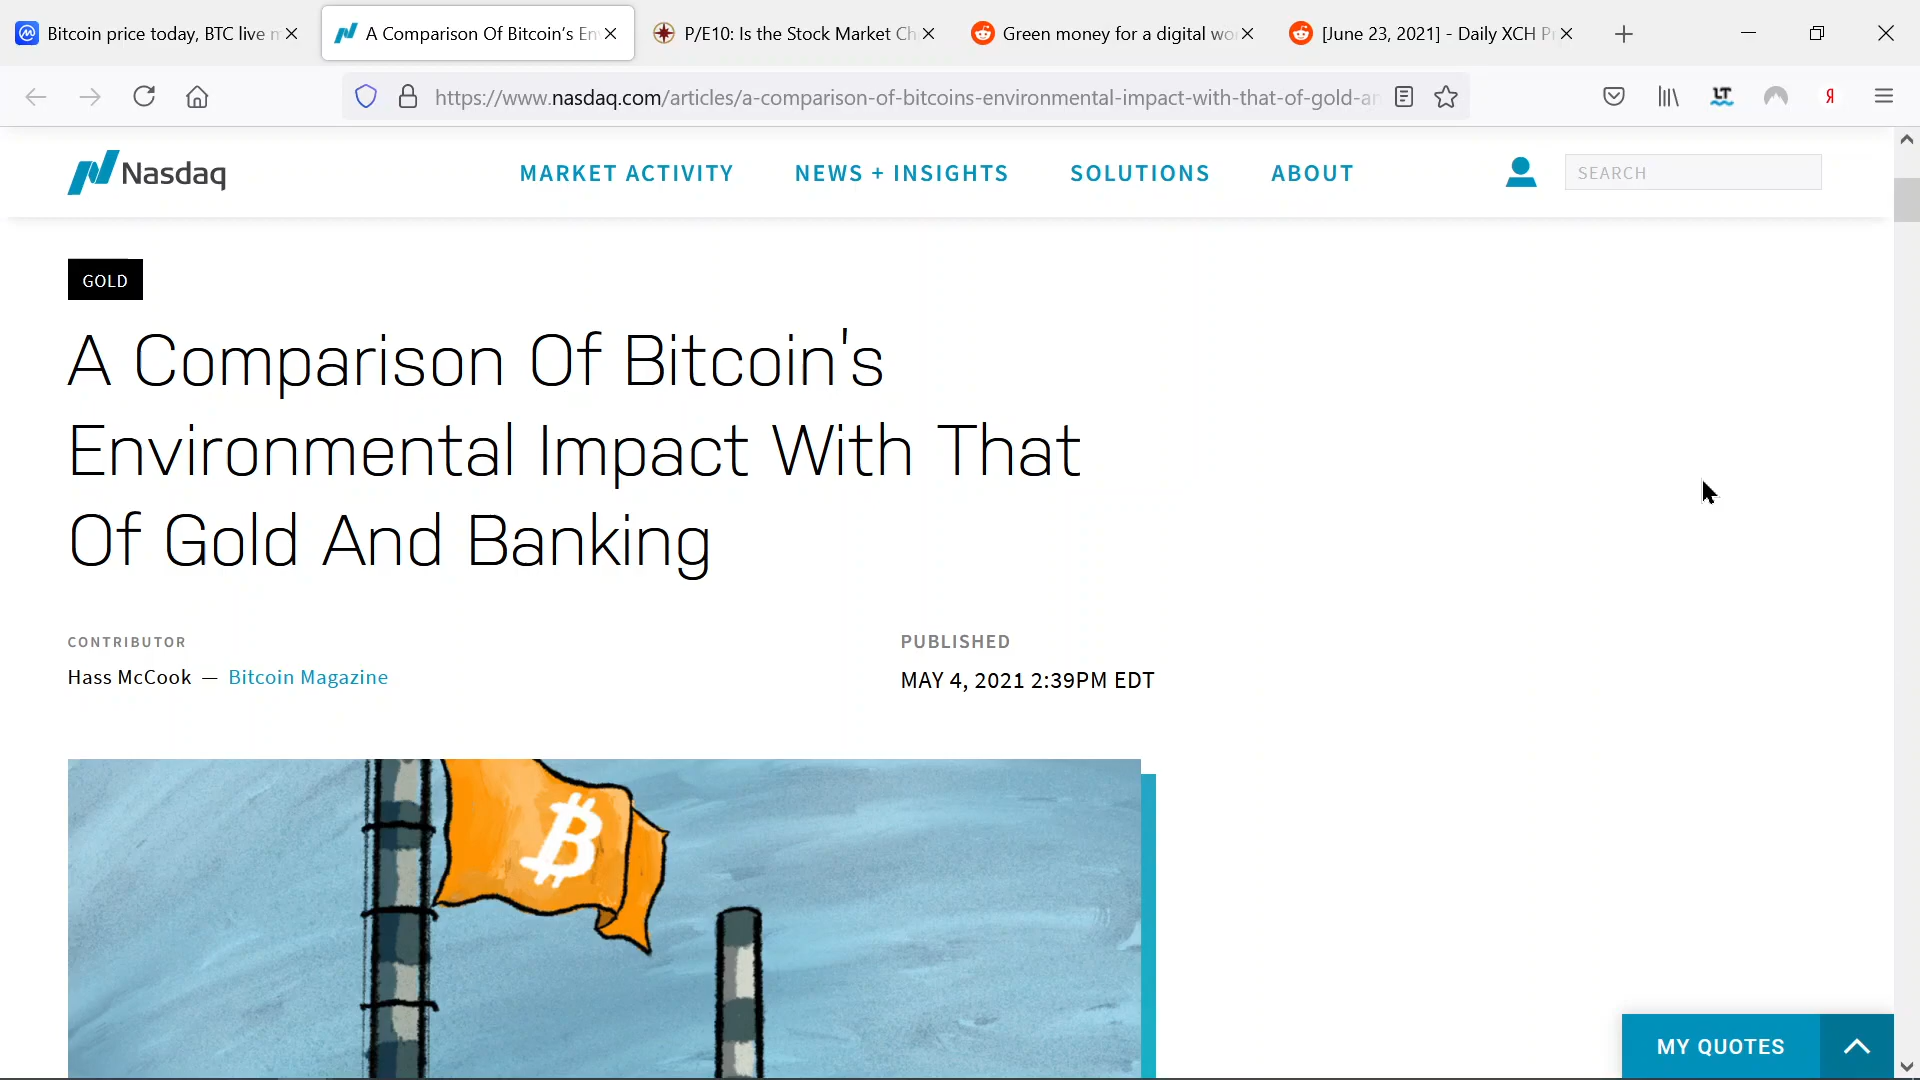 Bitcoin price today, BTC live m
A Comparison Of Bitcoin's En
P/E10: Is the Stock Market Ch
Green money for a digital wo
[June 23, 2021] - Daily XCH P
https://www.nasdaq.com/articles/a-comparison-of-bitcoins-environmental-impact-with-that-of-gold-an
LT
Я
Nasdaq
MARKET ACTIVITY
NEWS + INSIGHTS
SOLUTIONS
ABOUT
SEARCH
GOLD
A Comparison Of Bitcoin's
Environmental Impact With That
Of Gold And Banking
CONTRIBUTOR
Hass McCook — Bitcoin Magazine
PUBLISHED
MAY 4, 2021 2:39PM EDT
MY QUOTES